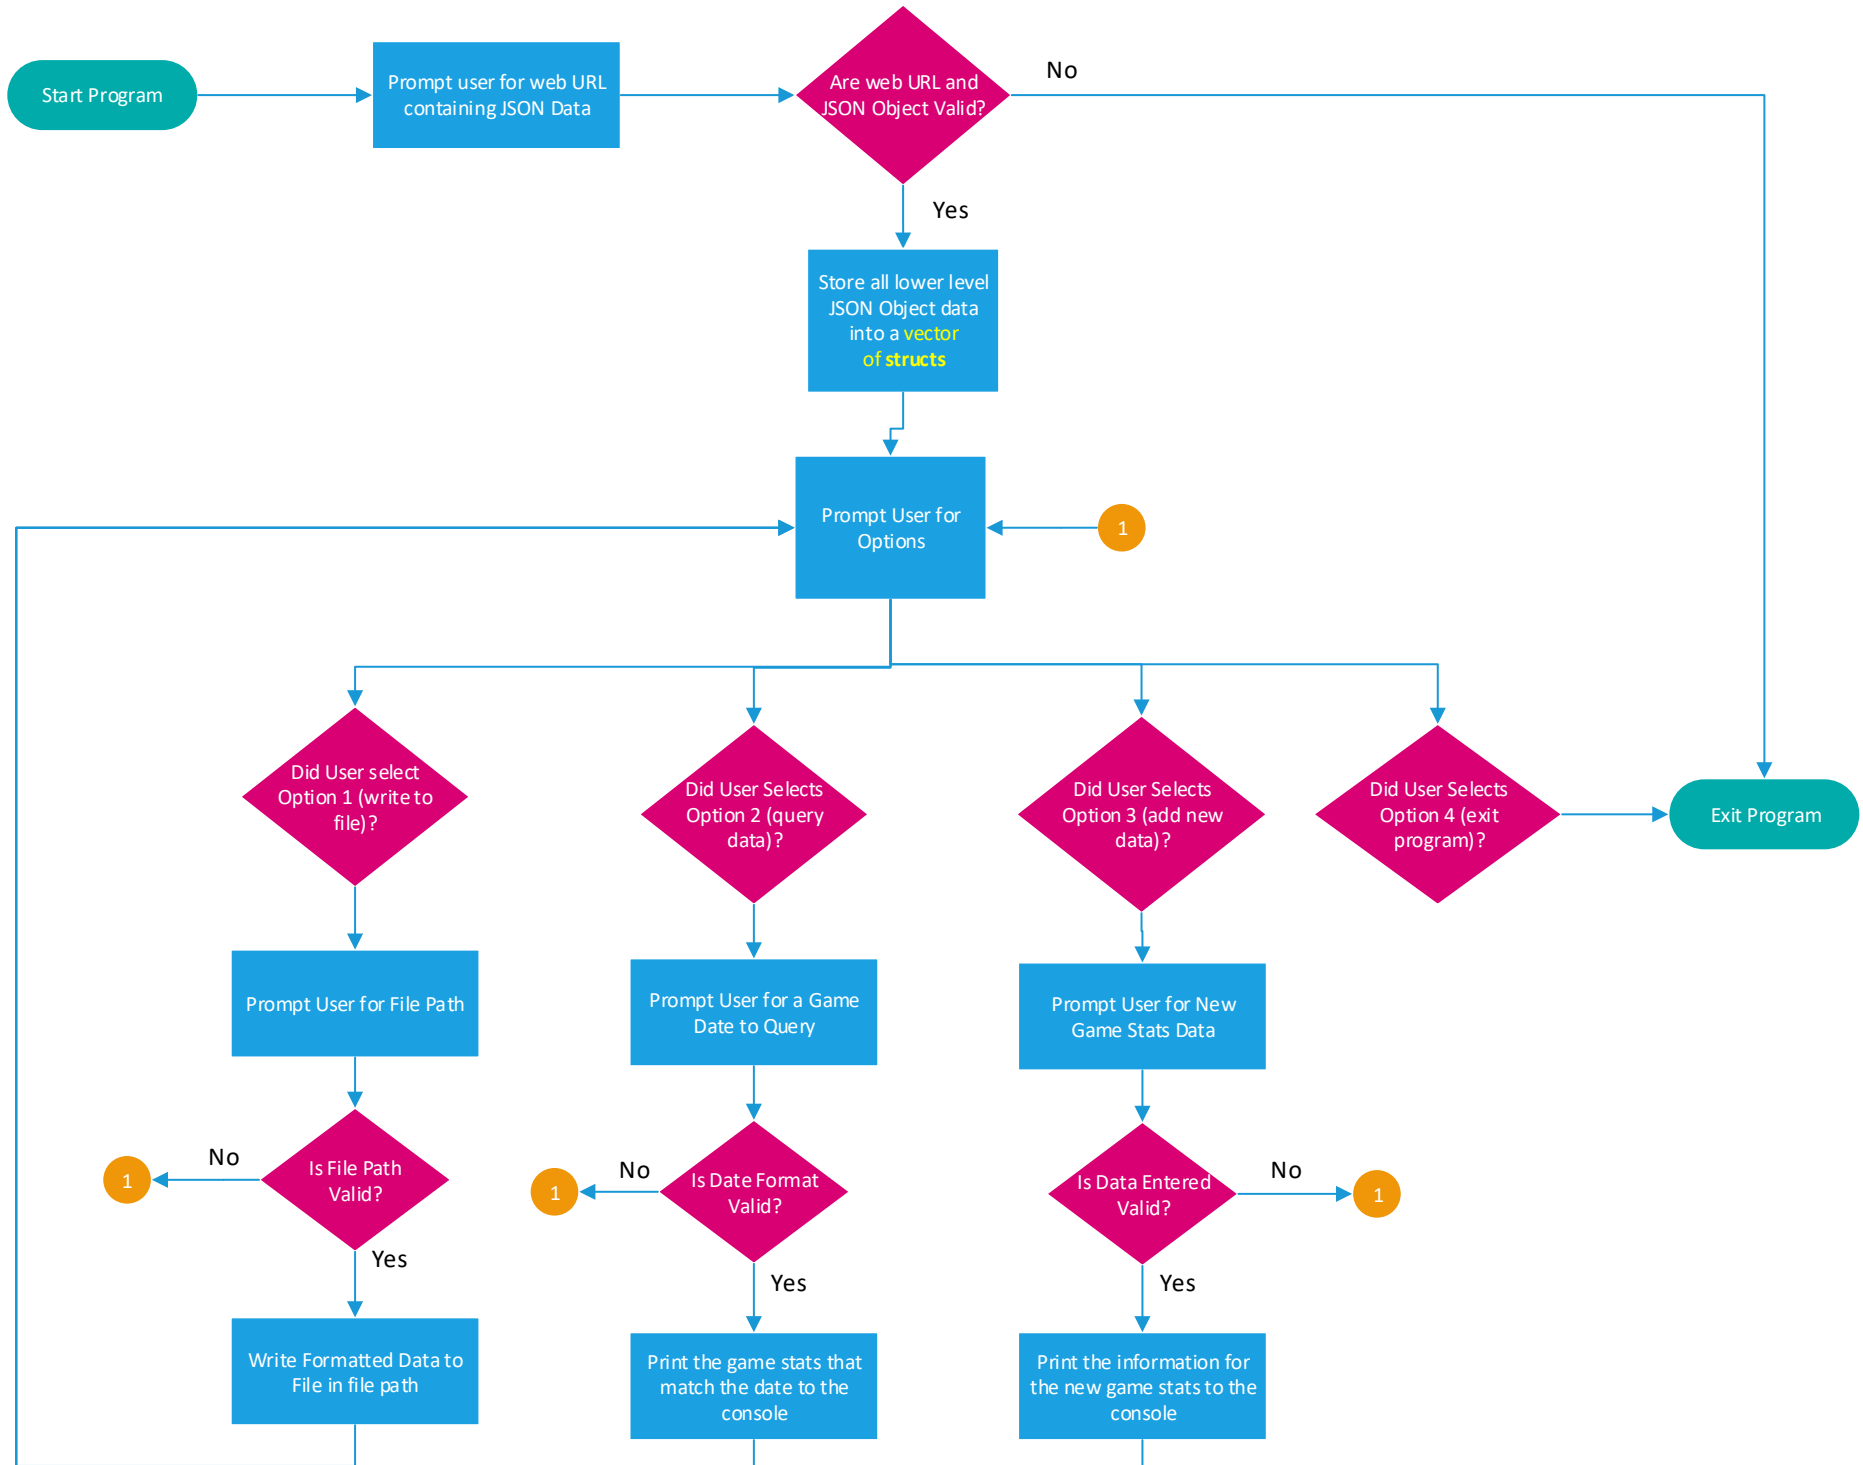 Start Program
Prompt user for web URL
containing JSON Data
Are web URL and
JSON Object Valid?
No
Yes
Store all lower level
JSON Object data
into a vector
of structs
Prompt User for
Options
1
Did User select
Option 1 (write to
file)?
Did User Selects
Option 2 (query
data)?
Did User Selects
Option 3 (add new
data)?
Did User Selects
Option 4 (exit
program)?
Exit Program
Prompt User for File Path
Prompt User for a Game
Date to Query
Prompt User for New
Game Stats Data
1
No
Is File Path
Valid?
Yes
1
No
Is Date Format
Valid?
Yes
Is Data Entered
Valid?
No
1
Yes
Write Formatted Data to
File in file path
Print the game stats that
match the date to the
console
Print the information for
the new game stats to the
console